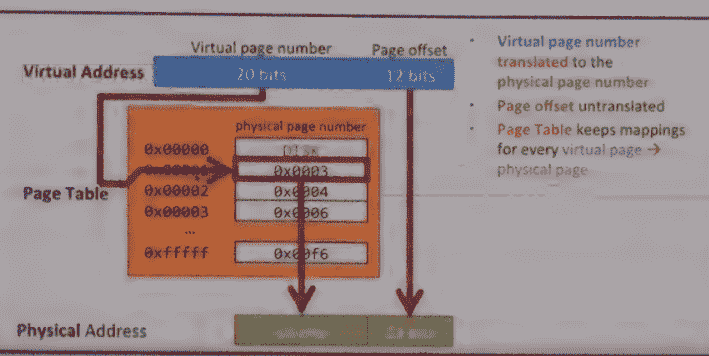 Virtual page number
Page offset
Virtual Address
20 bits
12 bits
physical page number
0x00000
DISK
0x0003
0x00002
0x0004
0x00003
0x0006
…
0xfffff
0x00f6
Page Table
Physical Address
• Virtual page number
translated to the
physical page number
• Page offset untranslated
• Page Table keeps mappings
for every virtual page →
physical page